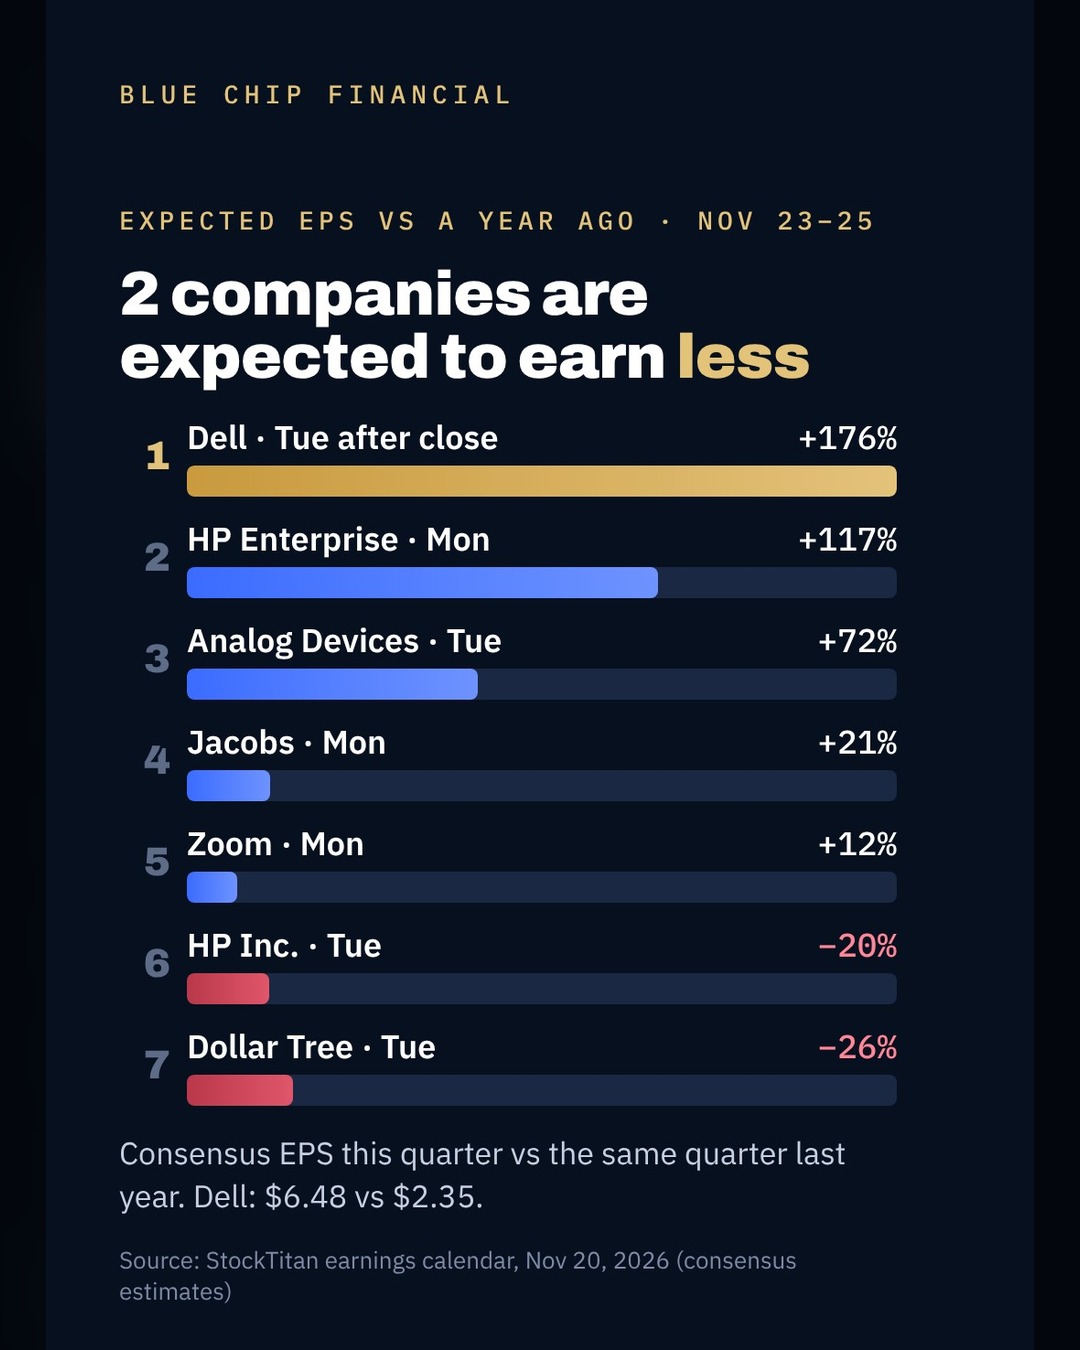 BLUE CHIP FINANCIAL
EXPECTED EPS VS A YEAR AGO · NOV 23–25
2 companies are
expected to earn less
1 Dell · Tue after close +176%
2 HP Enterprise · Mon +117%
3 Analog Devices · Tue +72%
4 Jacobs · Mon +21%
5 Zoom · Mon +12%
6 HP Inc. · Tue −20%
7 Dollar Tree · Tue −26%
Consensus EPS this quarter vs the same quarter last
year. Dell: $6.48 vs $2.35.
Source: StockTitan earnings calendar, Nov 20, 2026 (consensus
estimates)